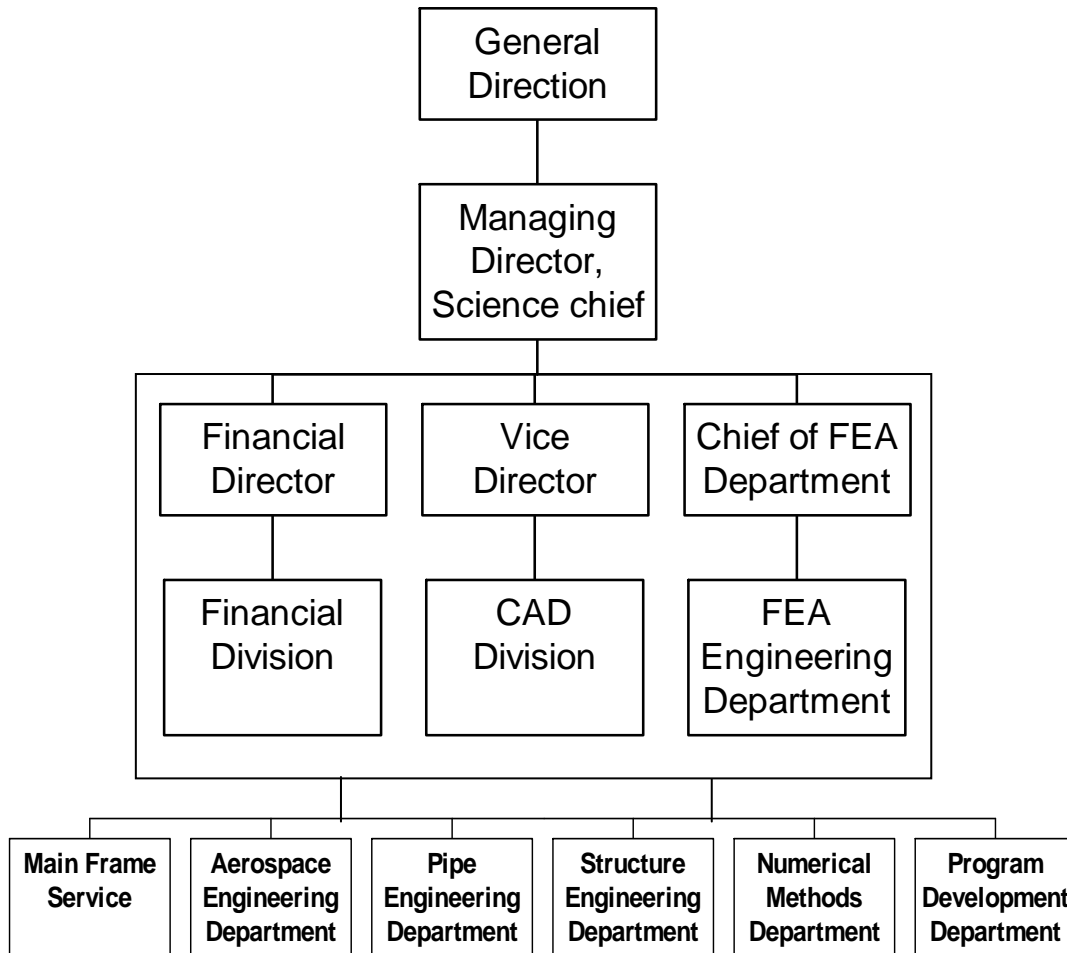 General
Direction
Managing
Director,
Science chief
Financial
Director
Vice
Director
Chief of FEA
Department
Financial
Division
CAD
Division
FEA
Engineering
Department
Main Frame
Service
Aerospace
Engineering
Department
Pipe
Engineering
Department
Structure
Engineering
Department
Numerical
Methods
Department
Program
Development
Department